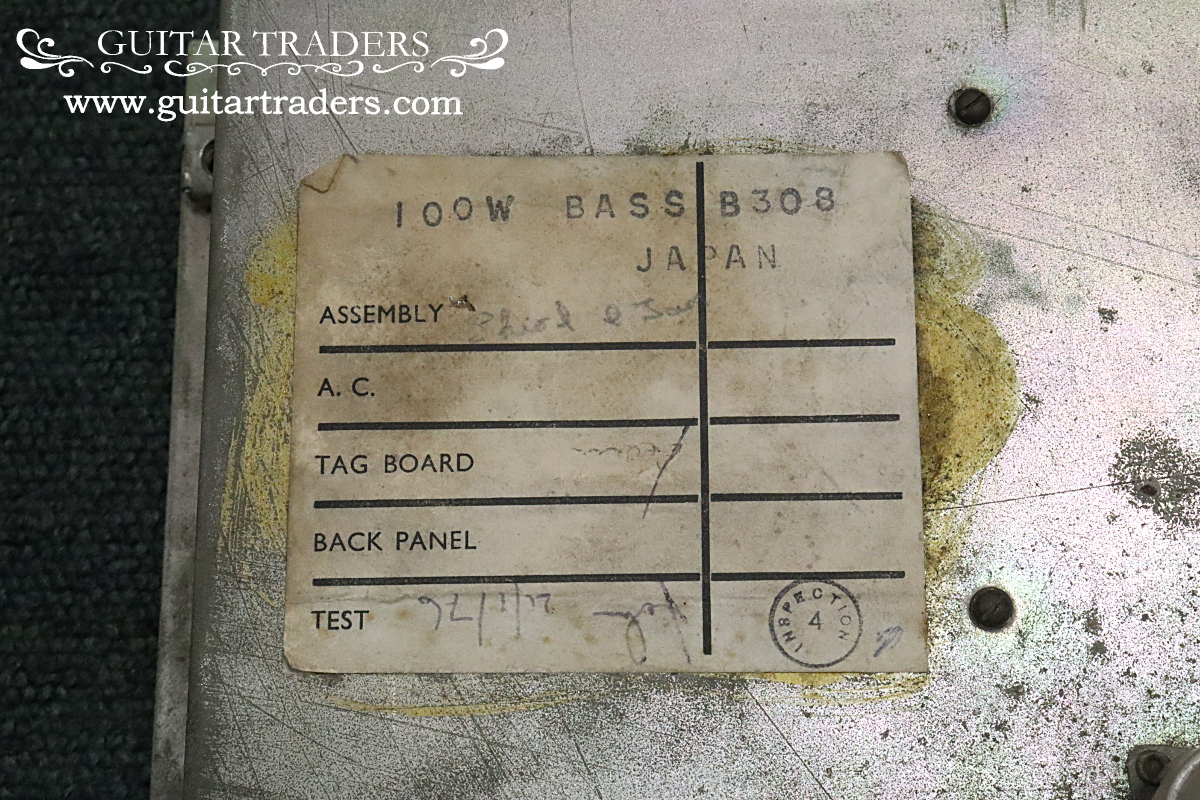 GUITAR TRADERS
www.guitartraders.com
100W BASS B308
JAPAN
ASSEMBLY
A. C.
TAG BOARD
BACK PANEL
TEST
INSPECTION
4